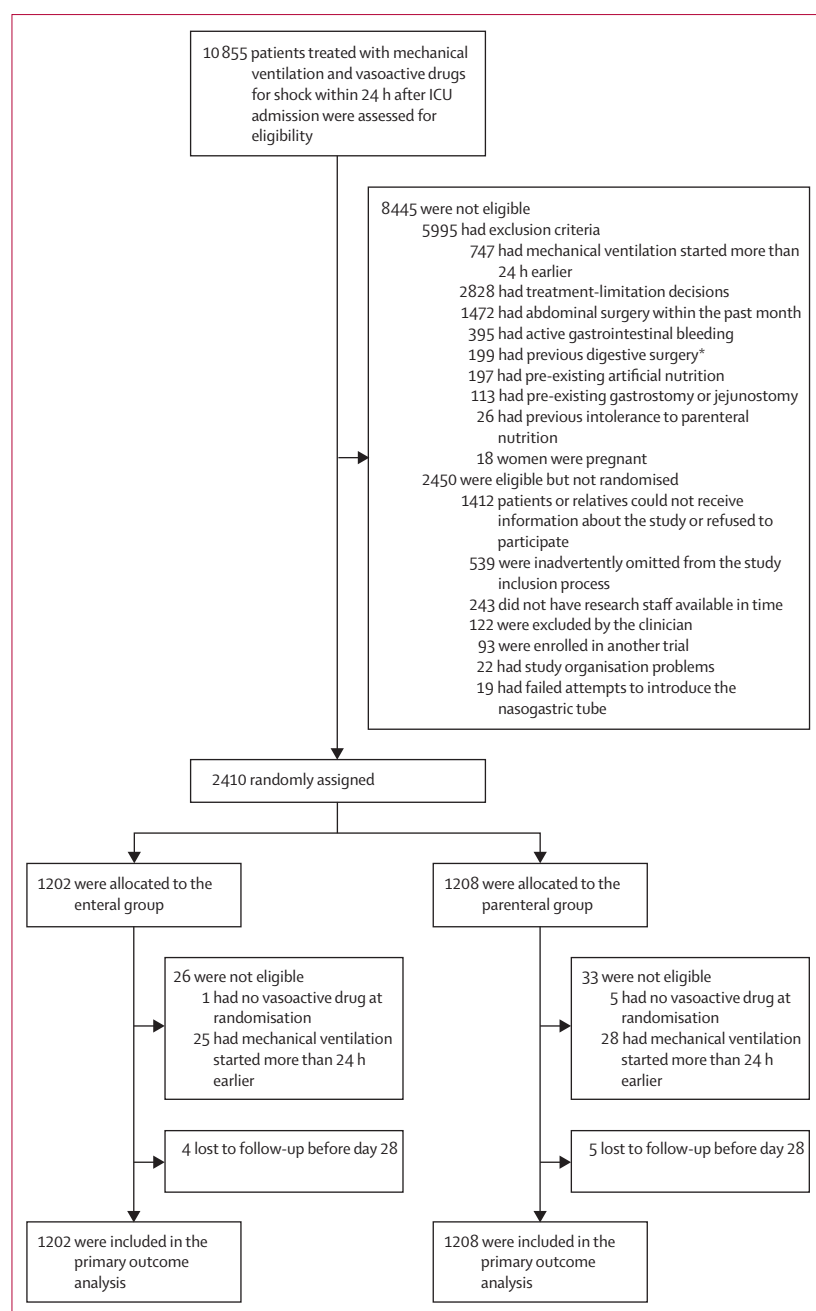 10 855 patients treated with mechanical
ventilation and vasoactive drugs
for shock within 24 h after ICU
admission were assessed for
eligibility
8445 were not eligible
5995 had exclusion criteria
747 had mechanical ventilation started more than
24 h earlier
2828 had treatment-limitation decisions
1472 had abdominal surgery within the past month
395 had active gastrointestinal bleeding
199 had previous digestive surgery*
197 had pre-existing artificial nutrition
113 had pre-existing gastrostomy or jejunostomy
26 had previous intolerance to parenteral
nutrition
18 women were pregnant
2450 were eligible but not randomised
1412 patients or relatives could not receive
information about the study or refused to
participate
539 were inadvertently omitted from the study
inclusion process
243 did not have research staff available in time
122 were excluded by the clinician
93 were enrolled in another trial
22 had study organisation problems
19 had failed attempts to introduce the
nasogastric tube
2410 randomly assigned
1202 were allocated to the
enteral group
1208 were allocated to the
parenteral group
26 were not eligible
1 had no vasoactive drug at
randomisation
25 had mechanical ventilation
started more than 24 h
earlier
33 were not eligible
5 had no vasoactive drug at
randomisation
28 had mechanical ventilation
started more than 24 h
earlier
4 lost to follow-up before day 28
5 lost to follow-up before day 28
1202 were included in the
primary outcome
analysis
1208 were included in the
primary outcome
analysis